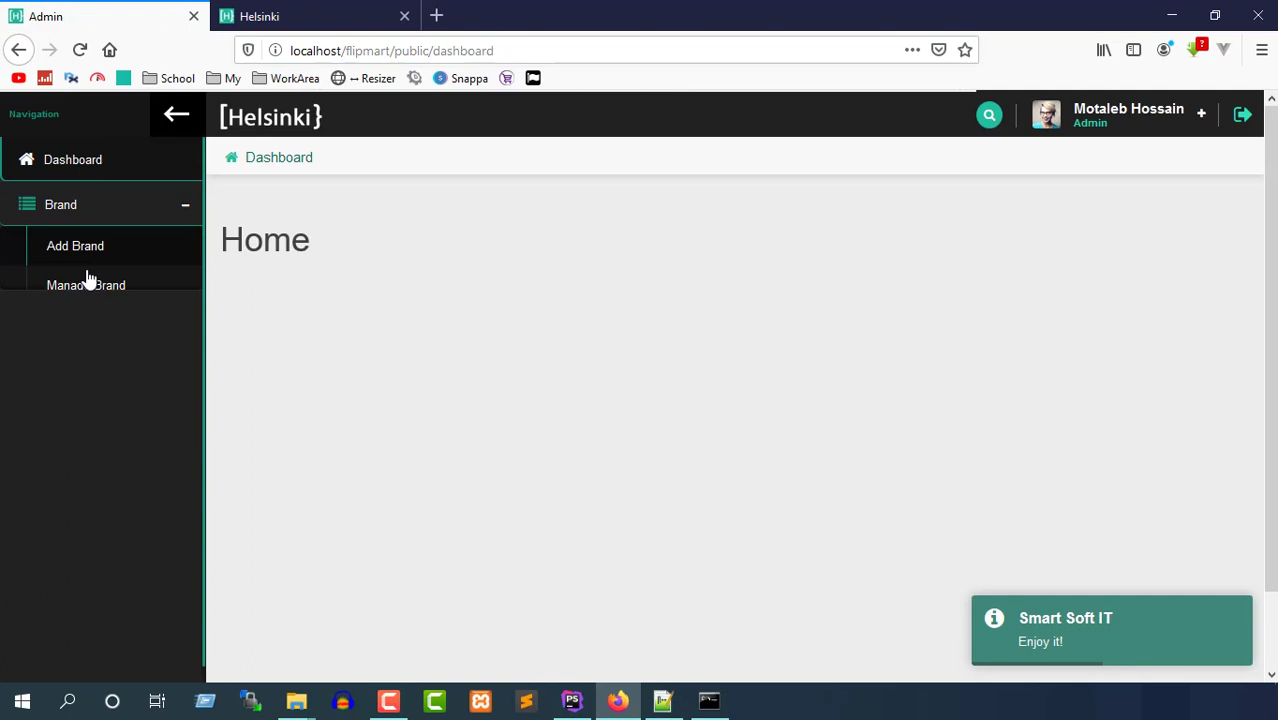 Admin
Helsinki
localhost/flipmart/public/dashboard
School
My
WorkArea
↔ Resizer
Snappa
?
Navigation
[Helsinki}
Motaleb Hossain
Admin
Dashboard
Dashboard
Brand
Add Brand
Home
Manage Brand
Smart Soft IT
Enjoy it!